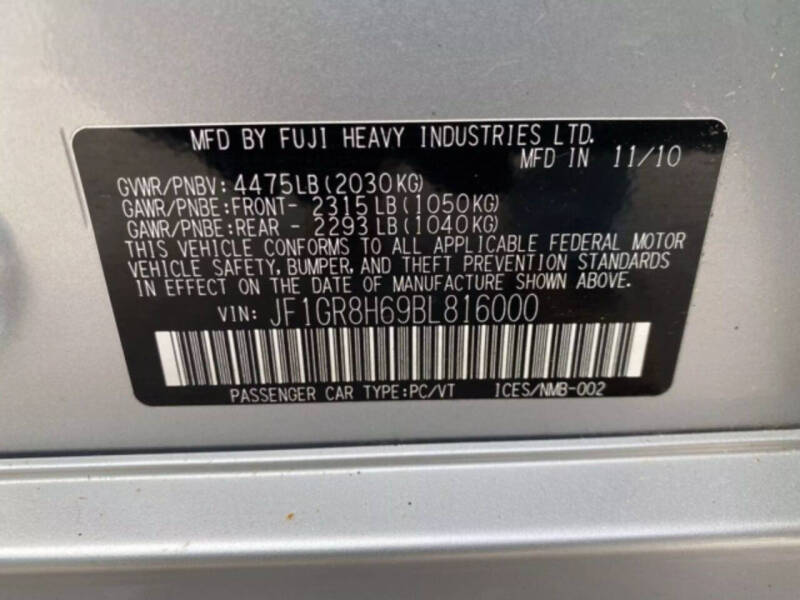 MFD BY FUJI HEAVY INDUSTRIES LTD.
MFD IN 11/10
GVWR/PNBV: 4475LB(2030KG)
GAWR/PNBE:FRONT- 2315LB(1050KG)
GAWR/PNBE:REAR - 2293LB(1040KG)
THIS VEHICLE CONFORMS TO ALL APPLICABLE FEDERAL MOTOR
VEHICLE SAFETY, BUMPER, AND THEFT PREVENTION STANDARDS
IN EFFECT ON THE DATE OF MANUFACTURE SHOWN ABOVE.
VIN: JF1GR8H69BL816000
PASSENGER CAR TYPE:PC/VT ICES/NMB-002